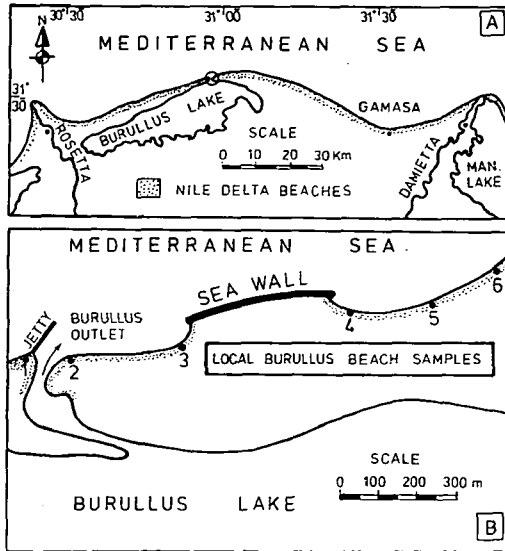 A
N
30°30'
31°00
31°30
MEDITERRANEAN SEA
31°
30
ROSETTA
BURULLUS LAKE
GAMASA
DAMIETTA
MAN.
LAKE
SCALE
0 10 20 30 Km
NILE DELTA BEACHES
MEDITERRANEAN SEA
SEA WALL
BURULLUS
OUTLET
JETTY
1
2
3
4
5
6
LOCAL BURULLUS BEACH SAMPLES
SCALE
0 100 200 300 m
BURULLUS LAKE
B